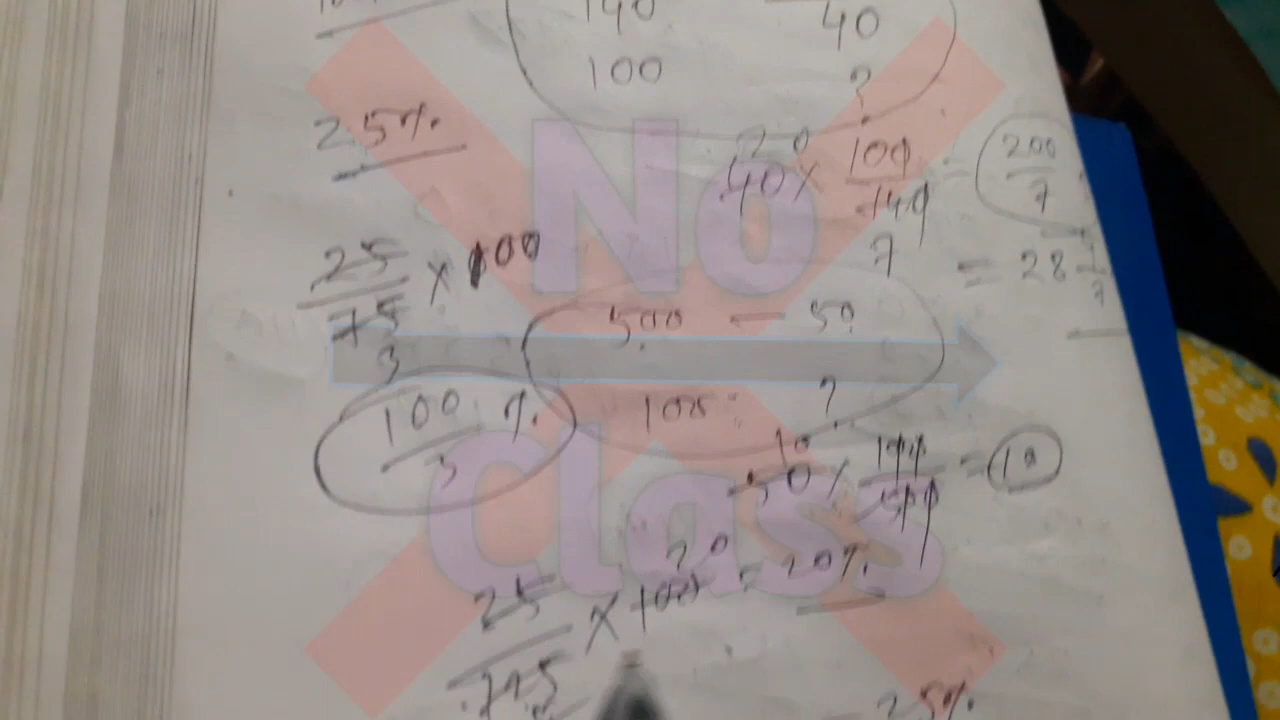 140 40
100 ?
25%
20
40 × 100/140 = 200/7
7
= 28 1/7
25/75 × 100
3
500 — 50
100 ?
100/3 %
10
50 × 100/500 = 10
20
25/125 × 100 = 20%
25%
No
Class